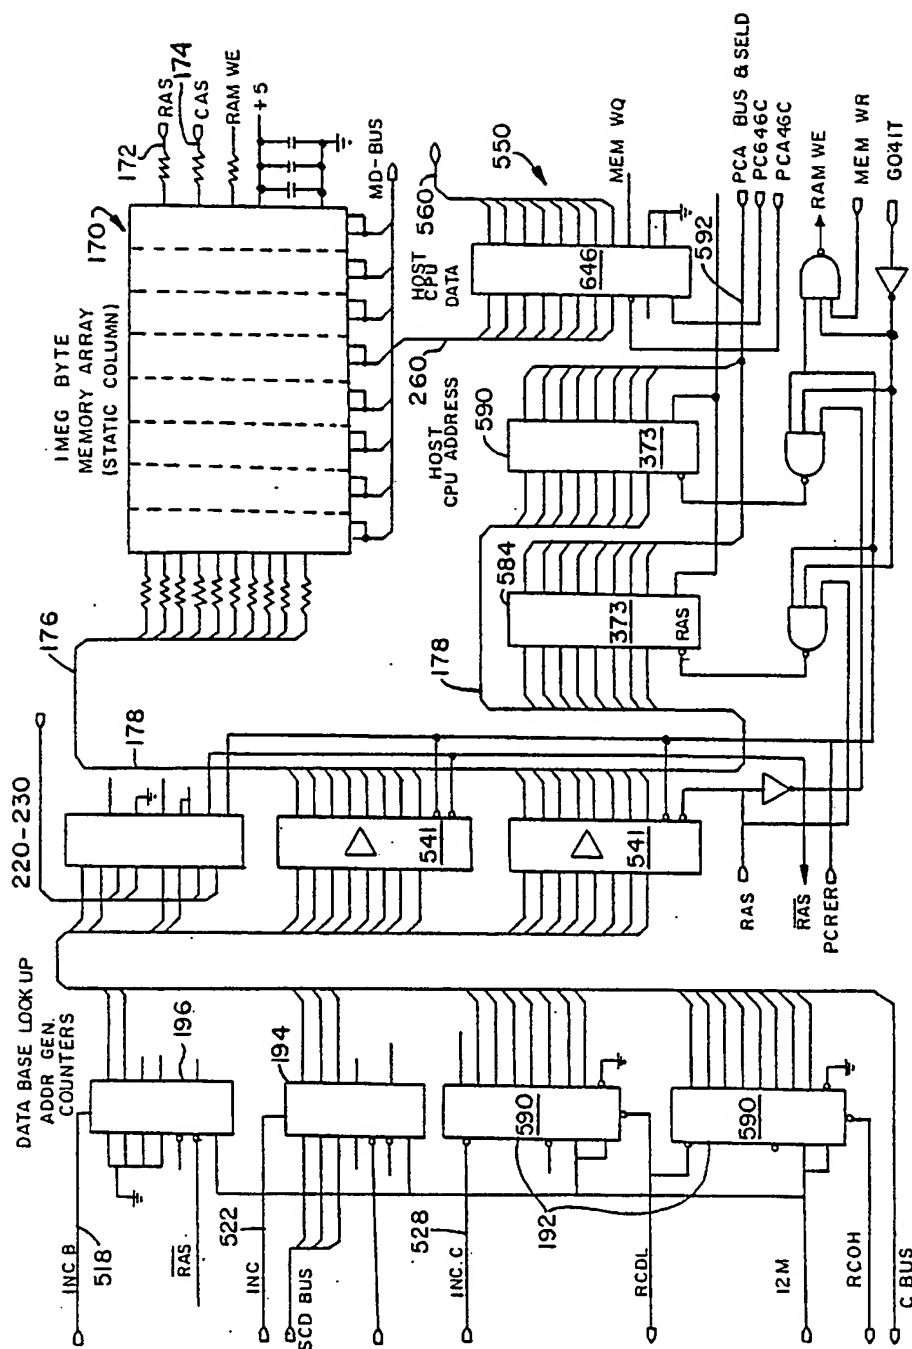 172
RAS
174
CAS
RAM WE
+5
170
MD-BUS
1MEG BYTE
MEMORY ARRAY
(STATIC COLUMN)
176
178
220-230
560
550
HOST
CPU
DATA
646
MEM WQ
260
592
PCA BUS & SELD
PC646C
PCA46C
RAM WE
MEM WR
GO41T
HOST
CPU ADDRESS
590
373
584
373
RAS
178
541
541
RAS
RAS
PCRER
DATA BASE LOOK UP
ADDR GEN.
COUNTERS
196
194
590
590
192
INC B
518
RAS
522
INC
SCD BUS
528
INC. C
RCDL
12M
RCOH
C BUS